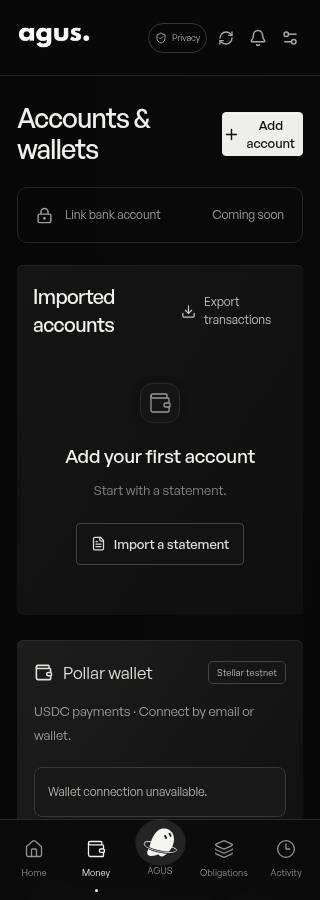 agus.
Privacy
Accounts &
wallets
Add
account
Link bank account
Coming soon
Imported
accounts
Export
transactions
Add your first account
Start with a statement.
Import a statement
Pollar wallet
Stellar testnet
USDC payments · Connect by email or
wallet.
Wallet connection unavailable.
Home
Money
AGUS
Obligations
Activity